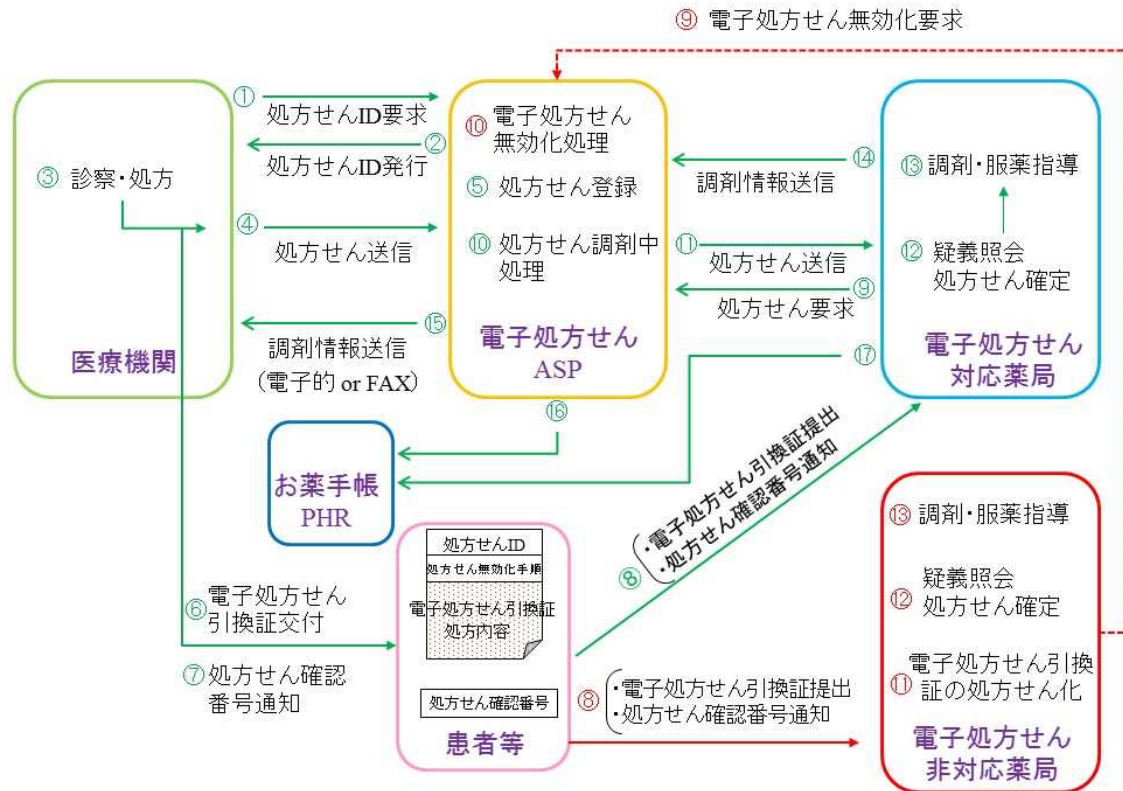 ⑨ 電子処方せん無効化要求
①
処方せんID要求
②
処方せんID発行
③ 診察・処方
④
処方せん送信
⑮
調剤情報送信
(電子的 or FAX)
医療機関
⑩ 電子処方せん
無効化処理
⑤ 処方せん登録
⑩ 処方せん調剤中
処理
電子処方せん
ASP
⑭
調剤情報送信
⑪
処方せん送信
⑨
処方せん要求
⑰
⑬ 調剤・服薬指導
⑫ 疑義照会
処方せん確定
電子処方せん
対応薬局
⑯
お薬手帳
PHR
⑥ 電子処方せん
引換証交付
⑦ 処方せん確認
番号通知
処方せんID
処方せん無効化手順
電子処方せん引換証
処方内容
処方せん確認番号
患者等
⑧
・電子処方せん引換証提出
・処方せん確認番号通知
⑧
・電子処方せん引換証提出
・処方せん確認番号通知
⑬ 調剤・服薬指導
⑫ 疑義照会
処方せん確定
⑪ 電子処方せん引換
証の処方せん化
電子処方せん
非対応薬局